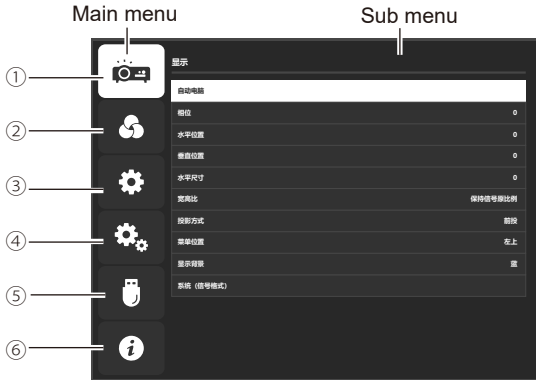 Main menu
Sub menu
① 
显示
自动电脑
相位 0
② 
水平位置 0
垂直位置 0
③ 
水平尺寸 0
宽高比 保持信号原比例
投影方式 前投
④ 
菜单位置 左上
显示背景 蓝
系统（信号格式）
⑤
⑥